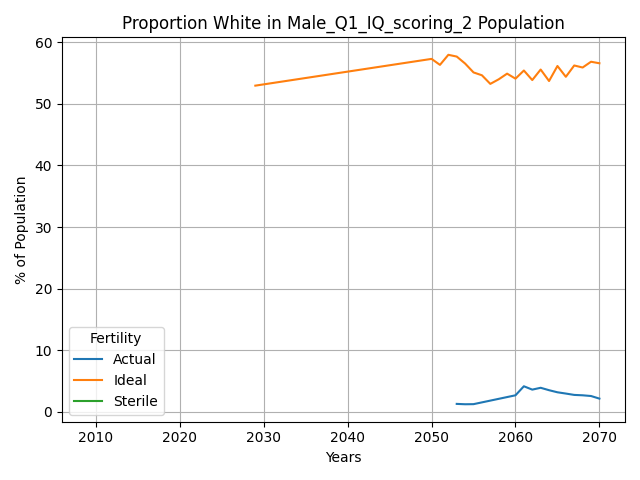 Proportion White in Male_Q1_IQ_scoring_2 Population
% of Population
60
50
40
30
20
10
0
Fertility
Actual
Ideal
Sterile
2010 2020 2030 2040 2050 2060 2070
Years